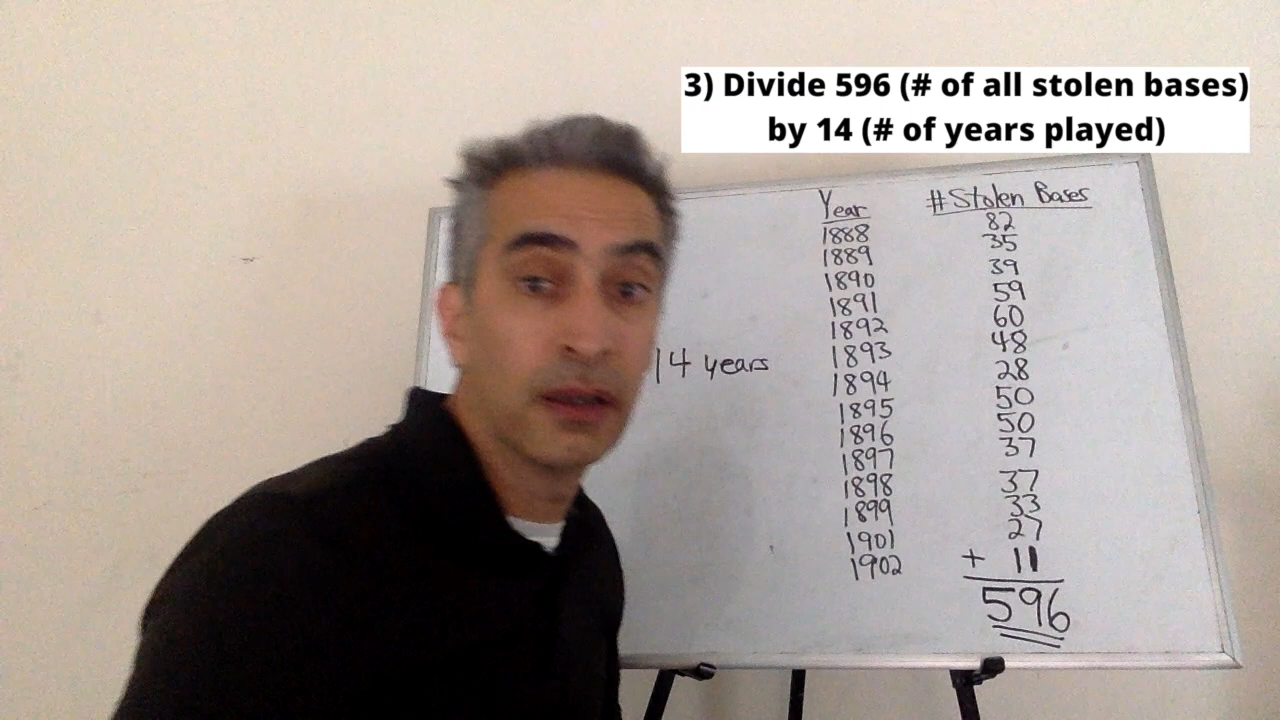 3) Divide 596 (# of all stolen bases)
by 14 (# of years played)
Year # Stolen Bases
1888 82
1889 35
1890 39
1891 59
1892 60
1893 48
14 years
1894 28
1895 50
1896 50
1897 37
1898 37
1899 33
1901 27
1902 + 11
596